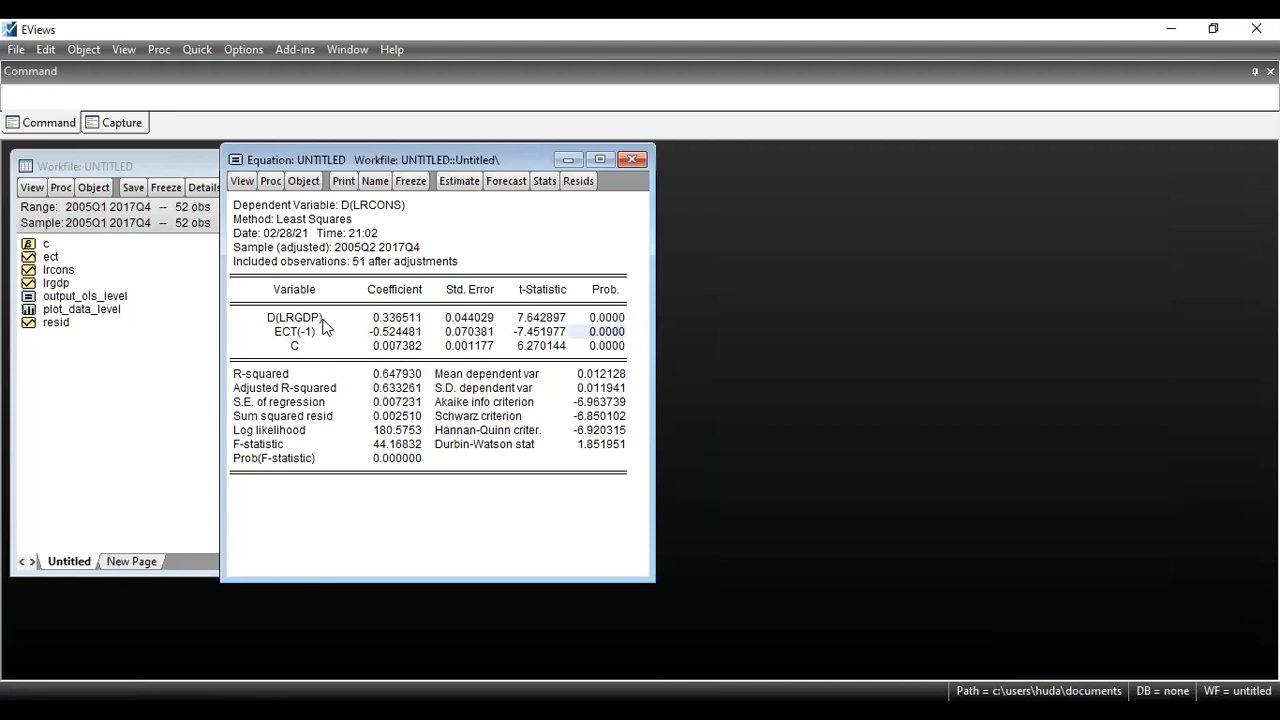 EViews
File Edit Object View Proc Quick Options Add-ins Window Help
Command
Command Capture
Workfile: UNTITLED
View Proc Object Save Freeze Details
Range: 2005Q1 2017Q4 -- 52 obs
Sample: 2005Q1 2017Q4 -- 52 obs
c
ect
lrcons
lrgdp
output_ols_level
plot_data_level
resid
Untitled New Page
Equation: UNTITLED Workfile: UNTITLED::Untitled\
View Proc Object Print Name Freeze Estimate Forecast Stats Resids
Dependent Variable: D(LRCONS)
Method: Least Squares
Date: 02/28/21 Time: 21:02
Sample (adjusted): 2005Q2 2017Q4
Included observations: 51 after adjustments
Variable Coefficient Std. Error t-Statistic Prob.
D(LRGDP) 0.336511 0.044029 7.642897 0.0000
ECT(-1) -0.524481 0.070381 -7.451977 0.0000
C 0.007382 0.001177 6.270144 0.0000
R-squared 0.647930 Mean dependent var 0.012128
Adjusted R-squared 0.633261 S.D. dependent var 0.011941
S.E. of regression 0.007231 Akaike info criterion -6.963739
Sum squared resid 0.002510 Schwarz criterion -6.850102
Log likelihood 180.5753 Hannan-Quinn criter. -6.920315
F-statistic 44.16832 Durbin-Watson stat 1.851951
Prob(F-statistic) 0.000000
Path = c:\users\huda\documents DB = none WF = untitled